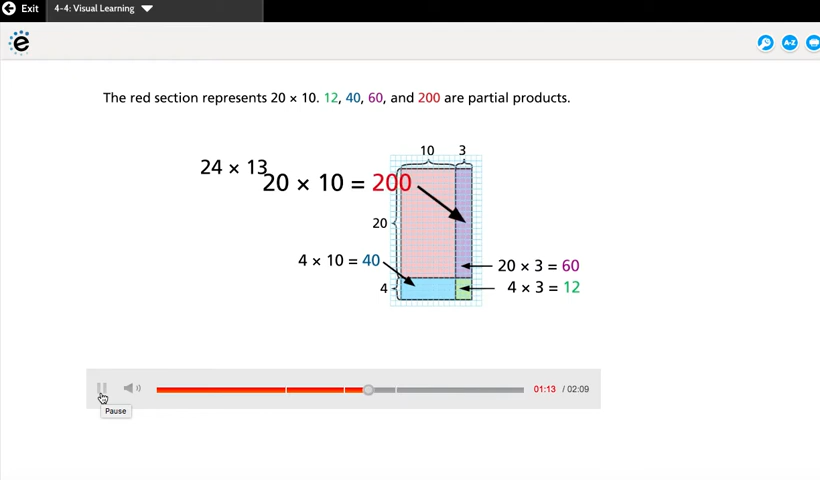 Exit 4-4: Visual Learning
e
A-Z
The red section represents 20 × 10. 12, 40, 60, and 200 are partial products.
10 3
24 × 13
20 × 10 = 200
20
4 × 10 = 40
20 × 3 = 60
4
4 × 3 = 12
01:13 / 02:09
Pause